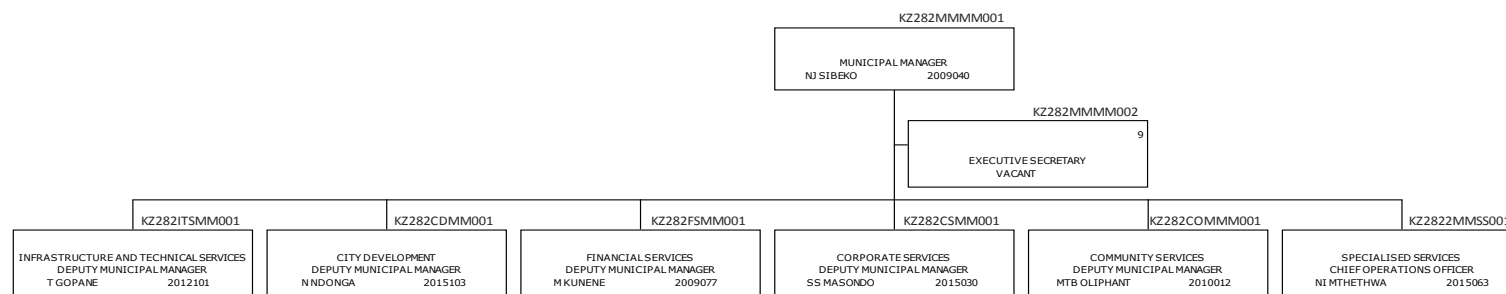 KZ282MMMM001
MUNICIPAL MANAGER
NJ SIBEKO 2009040
KZ282MMMM002
9
EXECUTIVE SECRETARY
VACANT
KZ282ITSMM001
INFRASTRUCTURE AND TECHNICAL SERVICES
DEPUTY MUNICIPAL MANAGER
T GOPANE 2012101
KZ282CDMM001
CITY DEVELOPMENT
DEPUTY MUNICIPAL MANAGER
N NDONGA 2015103
KZ282FSMM001
FINANCIAL SERVICES
DEPUTY MUNICIPAL MANAGER
M KUNENE 2009077
KZ282CSMM001
CORPORATE SERVICES
DEPUTY MUNICIPAL MANAGER
SS MASONDO 2015030
KZ282COMMM001
COMMUNITY SERVICES
DEPUTY MUNICIPAL MANAGER
MTB OLIPHANT 2010012
KZ2822MMSS001
SPECIALISED SERVICES
CHIEF OPERATIONS OFFICER
NI MTHETHWA 2015063